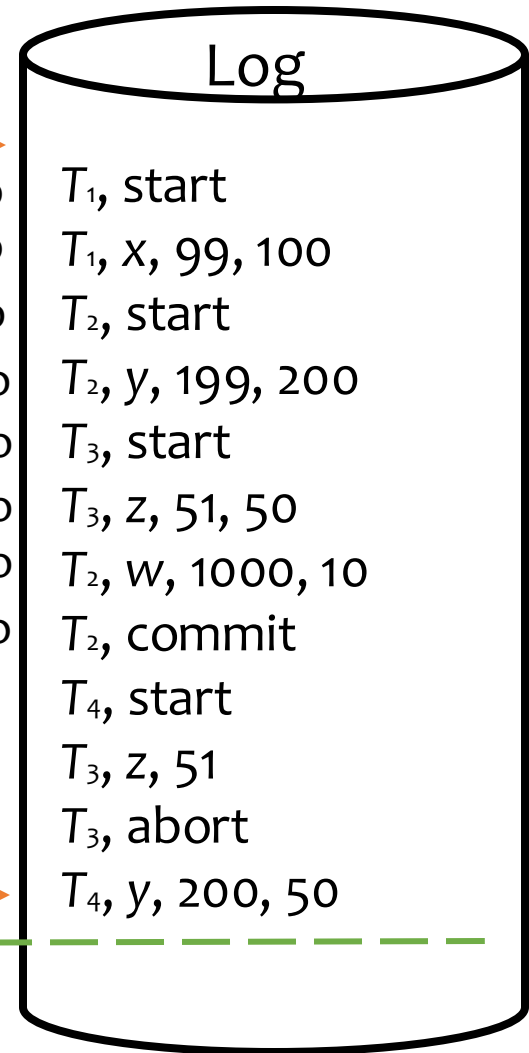 Log
T₁, start
T₁, x, 99, 100
T₂, start
T₂, y, 199, 200
T₃, start
T₃, z, 51, 50
T₂, w, 1000, 10
T₂, commit
T₄, start
T₃, z, 51
T₃, abort
T₄, y, 200, 50